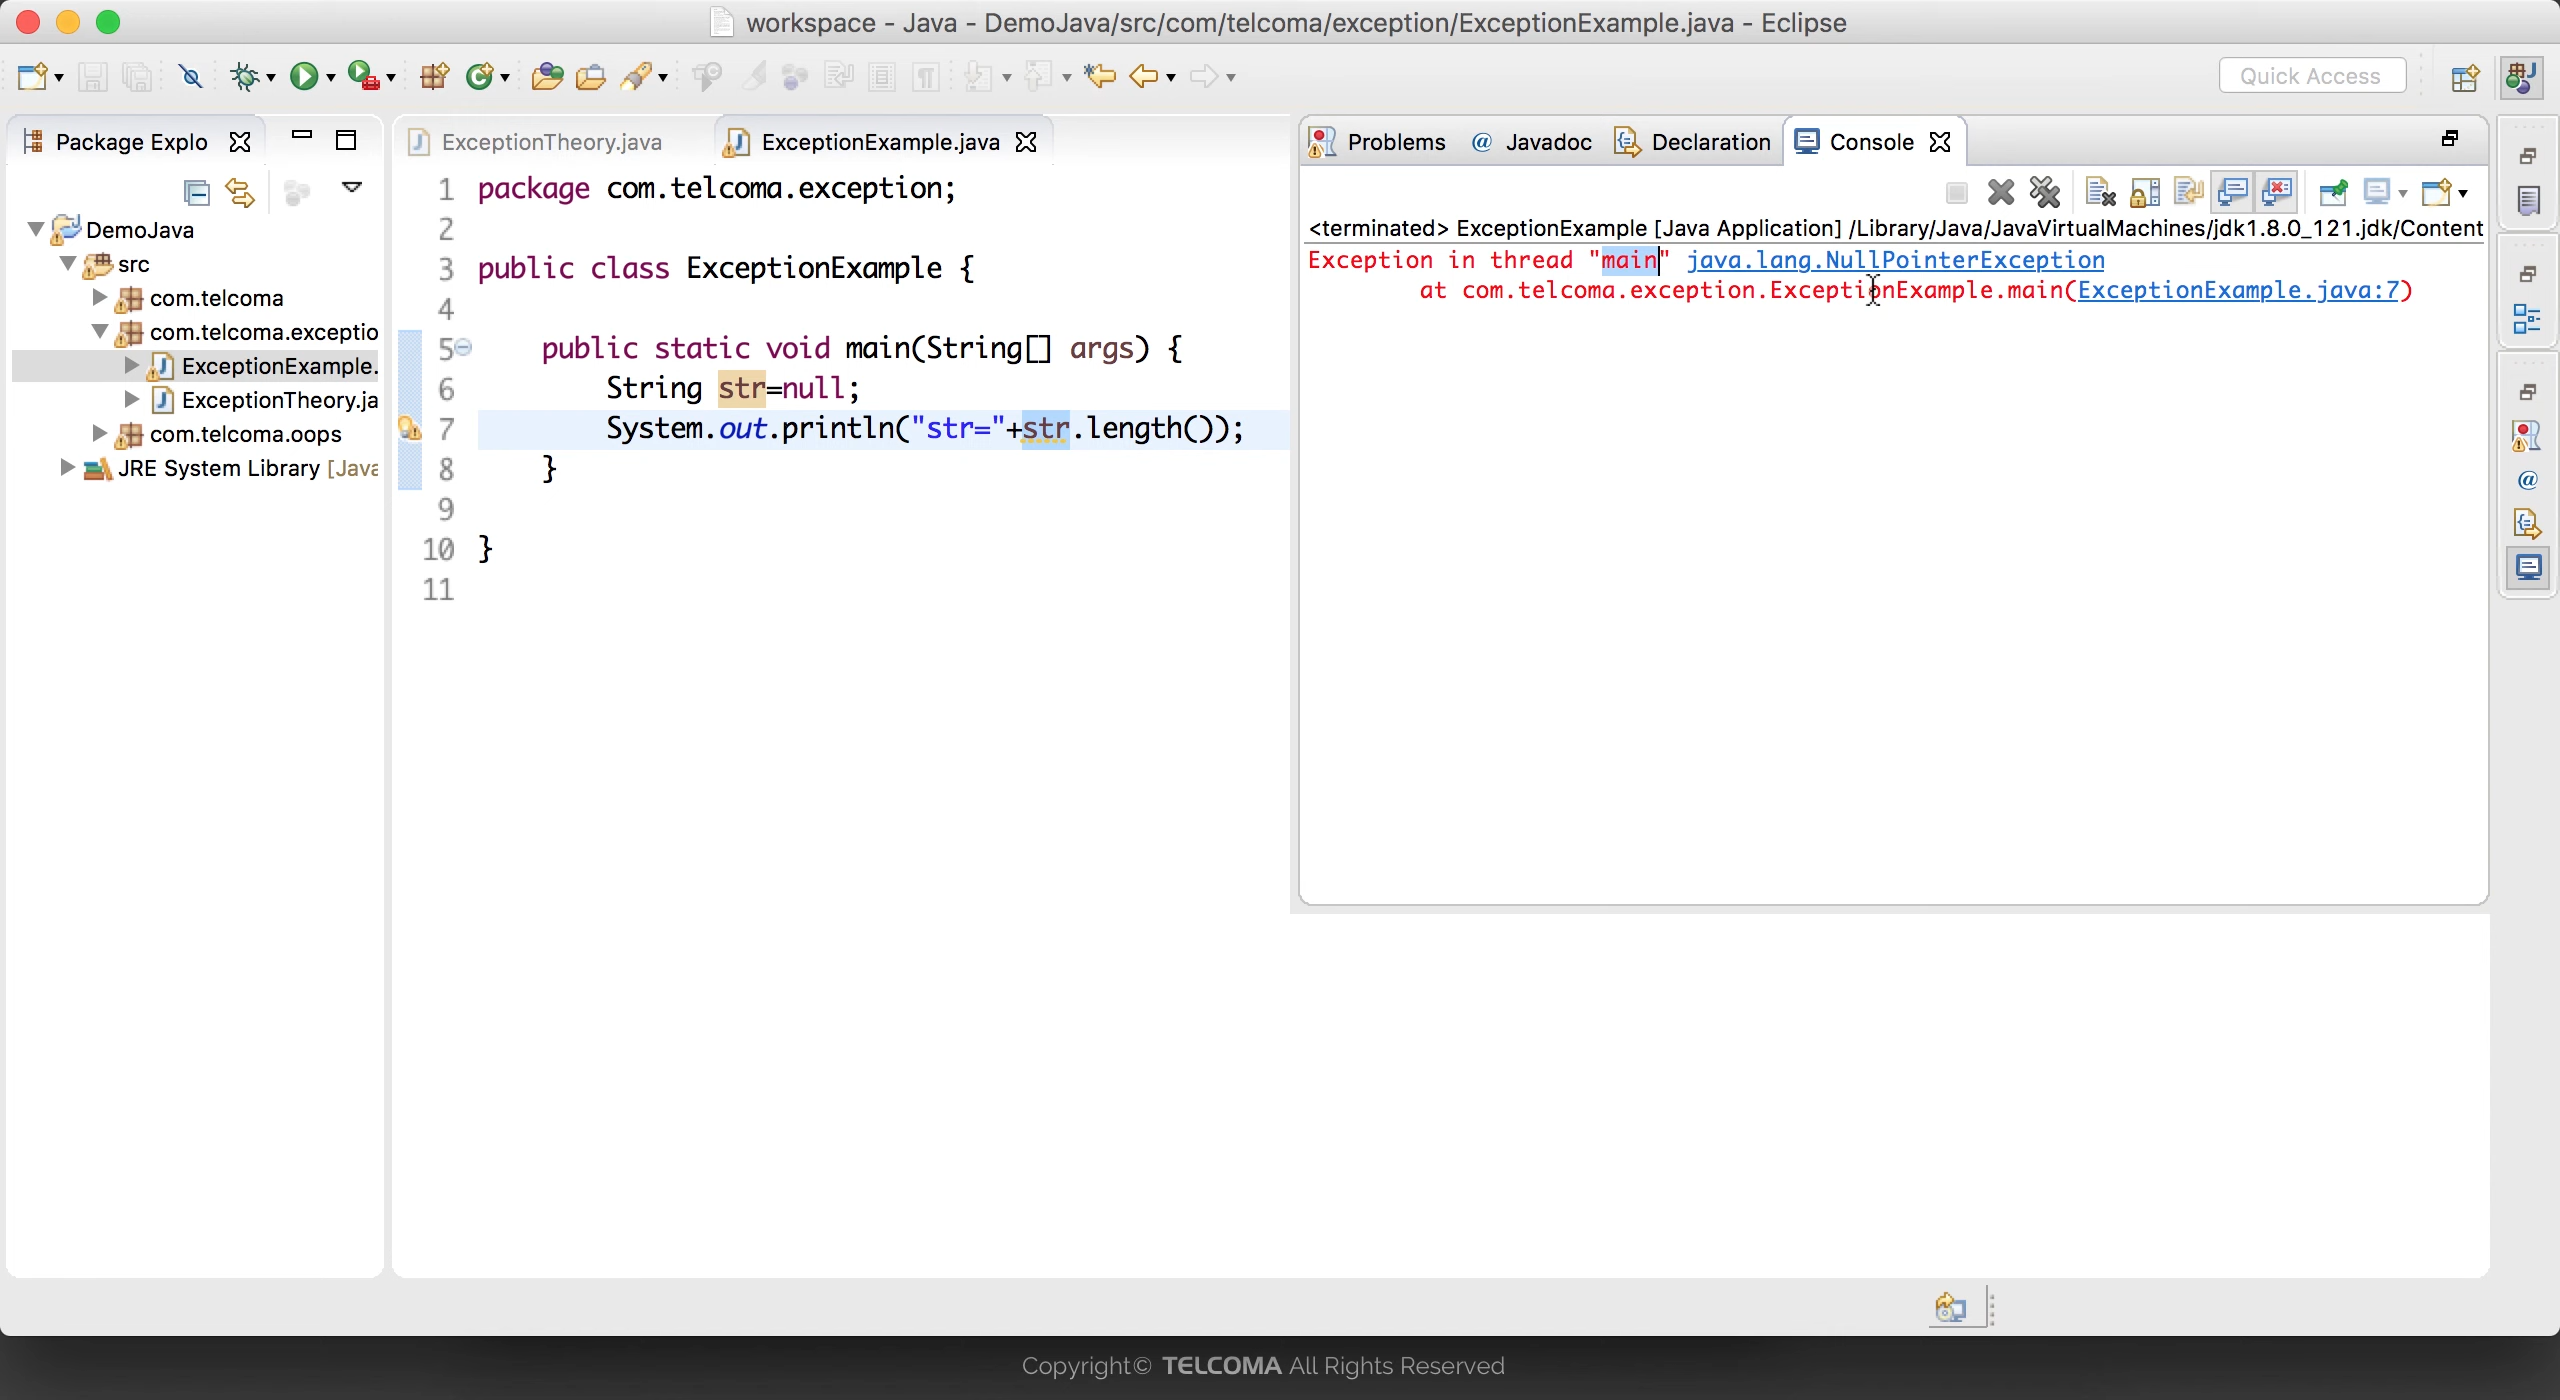 workspace - Java - DemoJava/src/com/telcoma/exception/ExceptionExample.java - Eclipse
Quick Access
Package Explo
DemoJava
src
com.telcoma
com.telcoma.exceptio
ExceptionExample.
ExceptionTheory.ja
com.telcoma.oops
JRE System Library [Java
ExceptionTheory.java
ExceptionExample.java
1 package com.telcoma.exception;
2
3 public class ExceptionExample {
4
5 public static void main(String[] args) {
6 String str=null;
7 System.out.println("str="+str.length());
8 }
9
10 }
11
Problems
@ Javadoc
Declaration
Console
<terminated> ExceptionExample [Java Application] /Library/Java/JavaVirtualMachines/jdk1.8.0_121.jdk/Content
Exception in thread "main" java.lang.NullPointerException
at com.telcoma.exception.ExceptionExample.main(ExceptionExample.java:7)
@
Copyright© TELCOMA All Rights Reserved